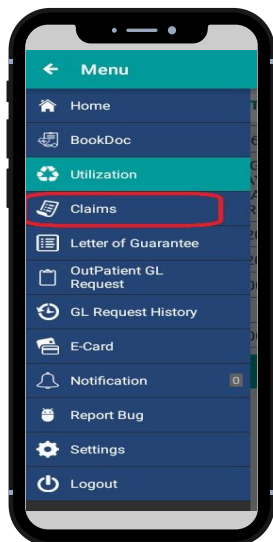 Menu
Home
BookDoc
Utilization
Claims
Letter of Guarantee
OutPatient GL
Request
GL Request History
E-Card
Notification 0
Report Bug
Settings
Logout